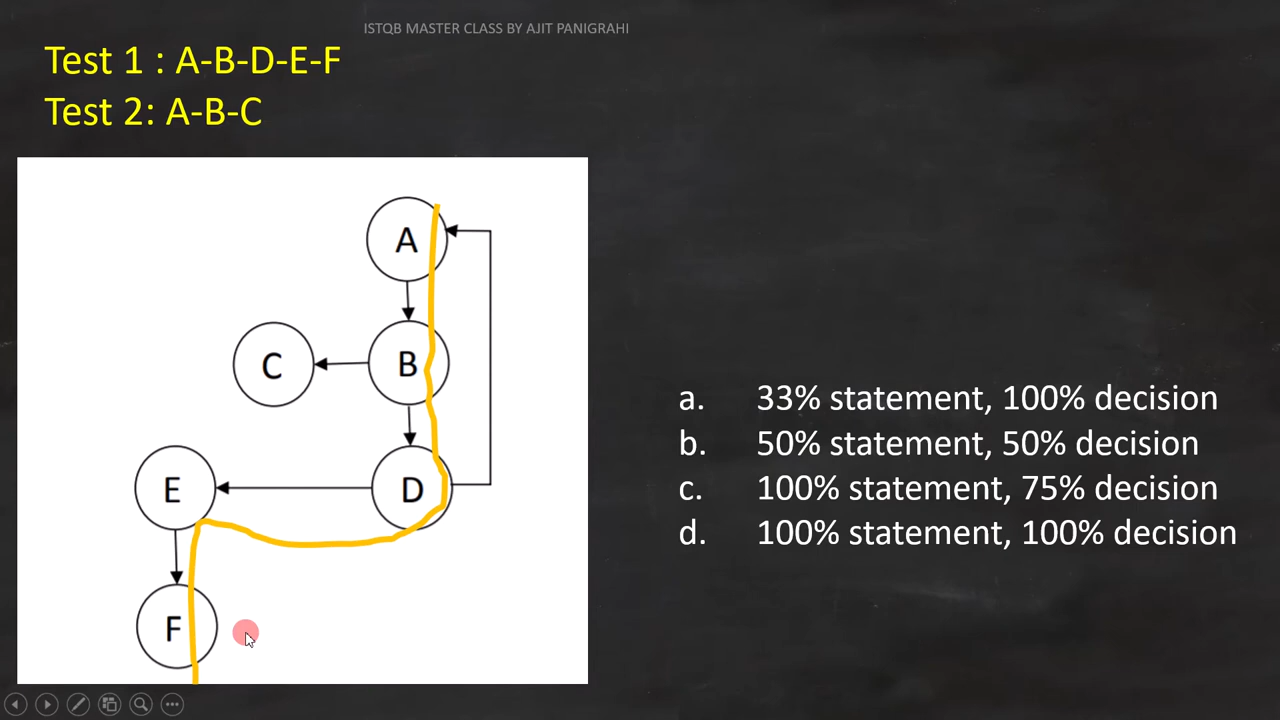 ISTQB MASTER CLASS BY AJIT PANIGRAHI
Test 1 : A-B-D-E-F
Test 2: A-B-C
A
C
B
E
D
F
a. 33% statement, 100% decision
b. 50% statement, 50% decision
c. 100% statement, 75% decision
d. 100% statement, 100% decision